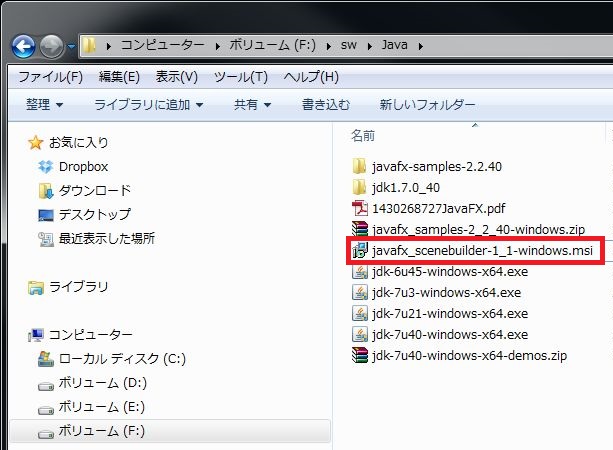 コンピューター ▸ ボリューム (F:) ▸ sw ▸ Java ▸
ファイル(F) 編集(E) 表示(V) ツール(T) ヘルプ(H)
整理 ▼ ライブラリに追加 ▼ 共有 ▼ 書き込む 新しいフォルダー
お気に入り
Dropbox
ダウンロード
デスクトップ
最近表示した場所
ライブラリ
コンピューター
ローカル ディスク (C:)
ボリューム (D:)
ボリューム (E:)
ボリューム (F:)
名前
javafx-samples-2.2.40
jdk1.7.0_40
1430268727JavaFX.pdf
javafx_samples-2_2_40-windows.zip
javafx_scenebuilder-1_1-windows.msi
jdk-6u45-windows-x64.exe
jdk-7u3-windows-x64.exe
jdk-7u21-windows-x64.exe
jdk-7u40-windows-x64.exe
jdk-7u40-windows-x64-demos.zip